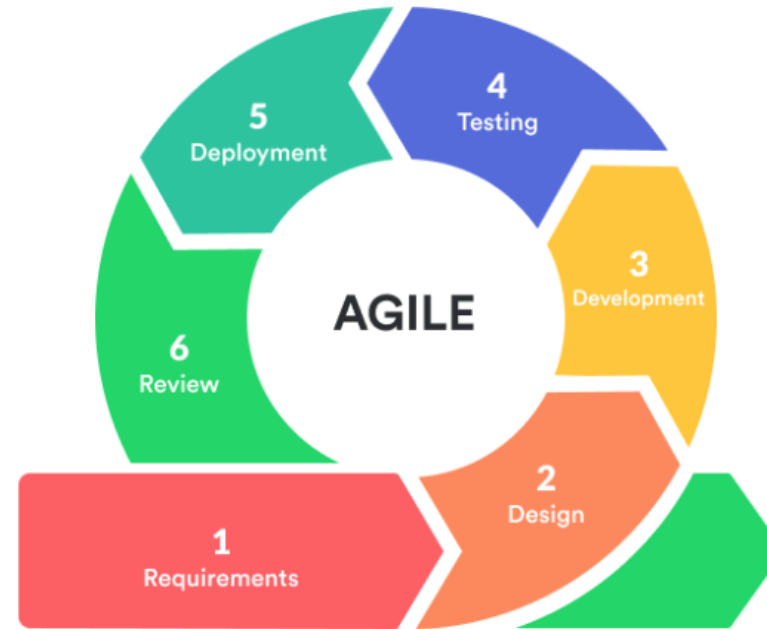 4
Testing
5
Deployment
3
Development
AGILE
6
Review
2
Design
1
Requirements